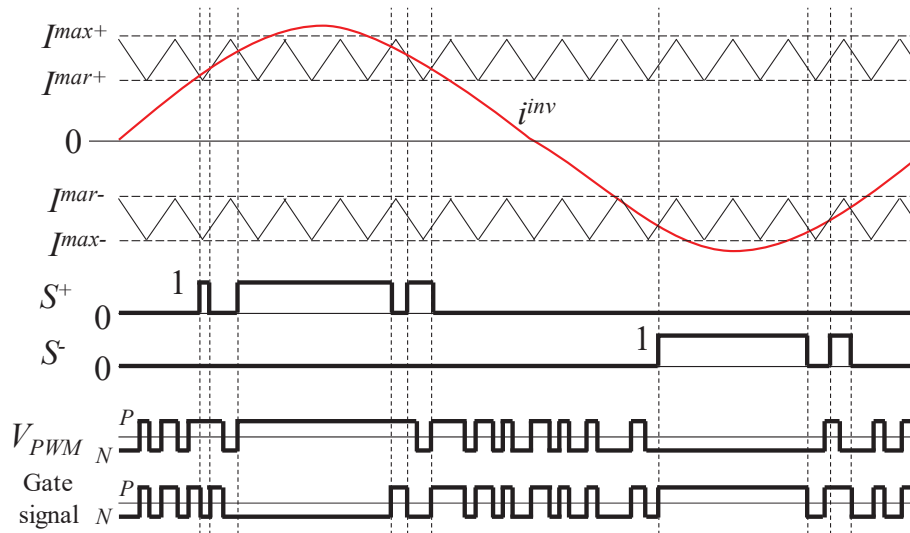 I^max+
I^mar+
i^inv
0
I^mar-
I^max-
1
S^+
0
1
S^-
0
P
V_PWM
N
Gate
signal
P
N